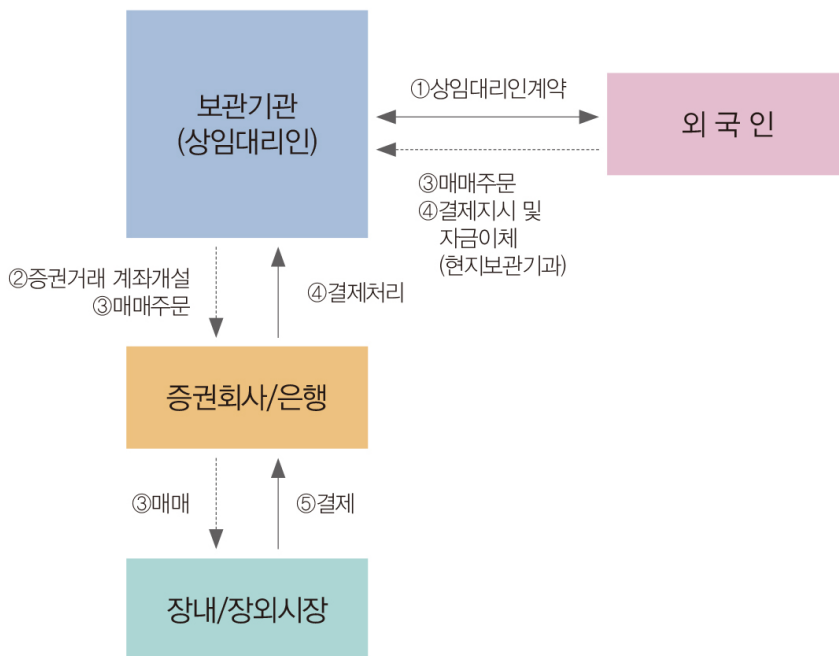 보관기관
(상임대리인)
①상임대리인계약
외 국 인
③매매주문
④결제지시 및
자금이체
(현지보관기과)
②증권거래 계좌개설
③매매주문
④결제처리
증권회사/은행
③매매
⑤결제
장내/장외시장